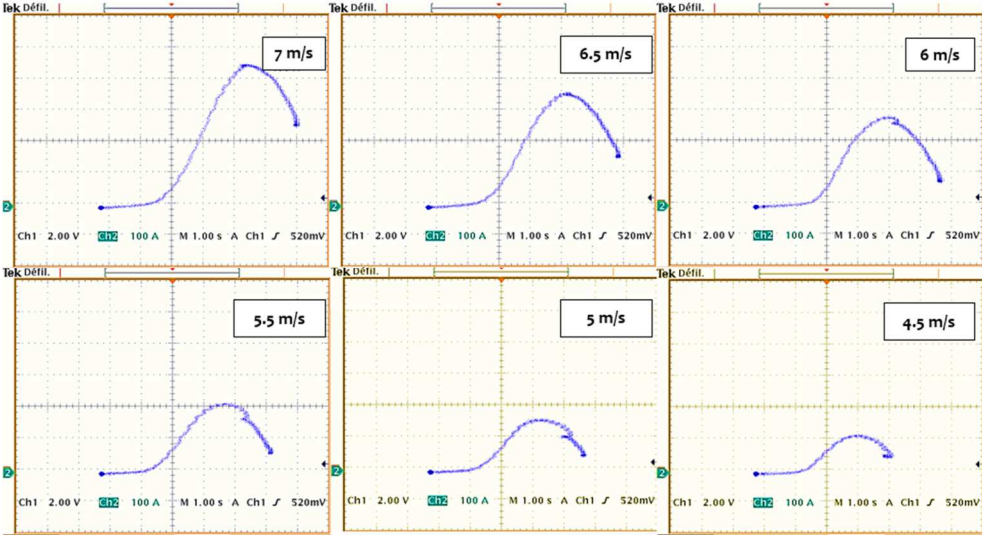 Tek Défil.
7 m/s
2
Ch1 2.00 V Ch2 100 A M 1.00 s A Ch1 ƒ 520mV
Tek Défil.
6.5 m/s
2
Ch1 2.00 V Ch2 100 A M 1.00 s A Ch1 ƒ 520mV
Tek Défil.
6 m/s
2
Ch1 2.00 V Ch2 100 A M 1.00 s A Ch1 ƒ 520mV
Tek Défil.
5.5 m/s
2
Ch1 2.00 V Ch2 100 A M 1.00 s A Ch1 ƒ 520mV
Tek Défil.
5 m/s
2
Ch1 2.00 V Ch2 100 A M 1.00 s A Ch1 ƒ 520mV
Tek Défil.
4.5 m/s
2
Ch1 2.00 V Ch2 100 A M 1.00 s A Ch1 ƒ 520mV